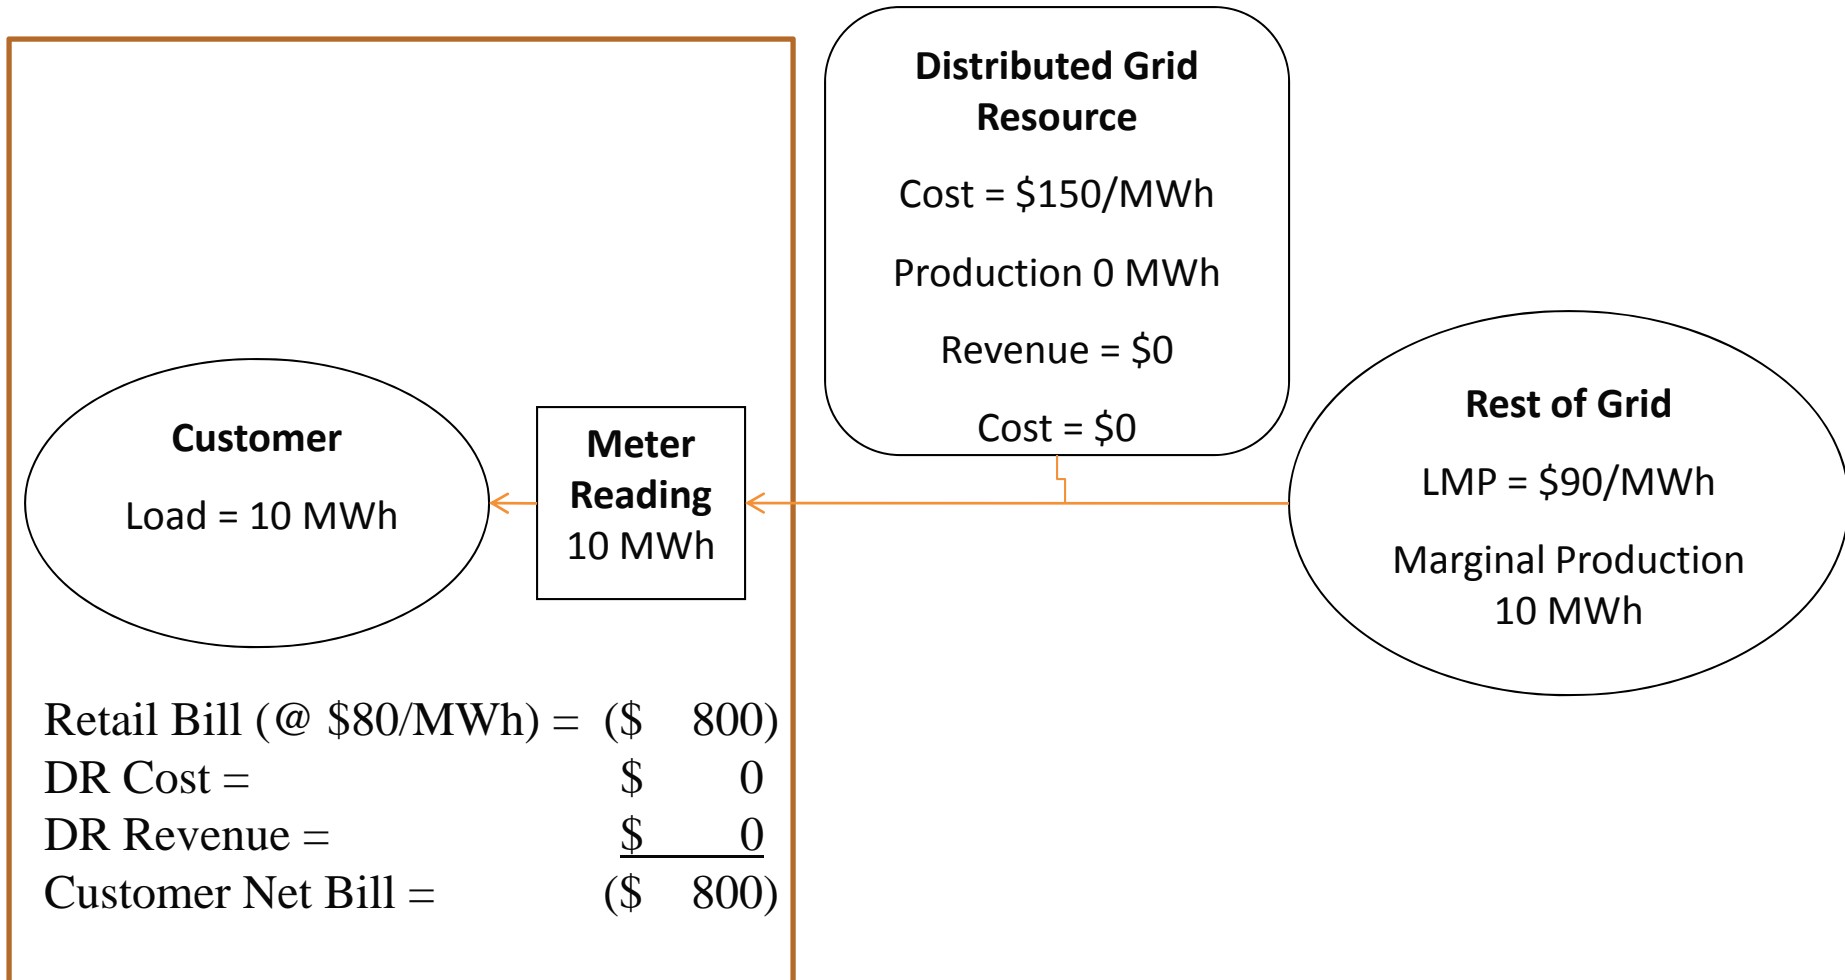 Distributed Grid
Resource
Cost = $150/MWh
Production 0 MWh
Revenue = $0
Cost = $0
Customer
Load = 10 MWh
Meter
Reading
10 MWh
Rest of Grid
LMP = $90/MWh
Marginal Production
10 MWh
Retail Bill (@ $80/MWh) = ($ 800)
DR Cost = $ 0
DR Revenue = $ 0
Customer Net Bill = ($ 800)